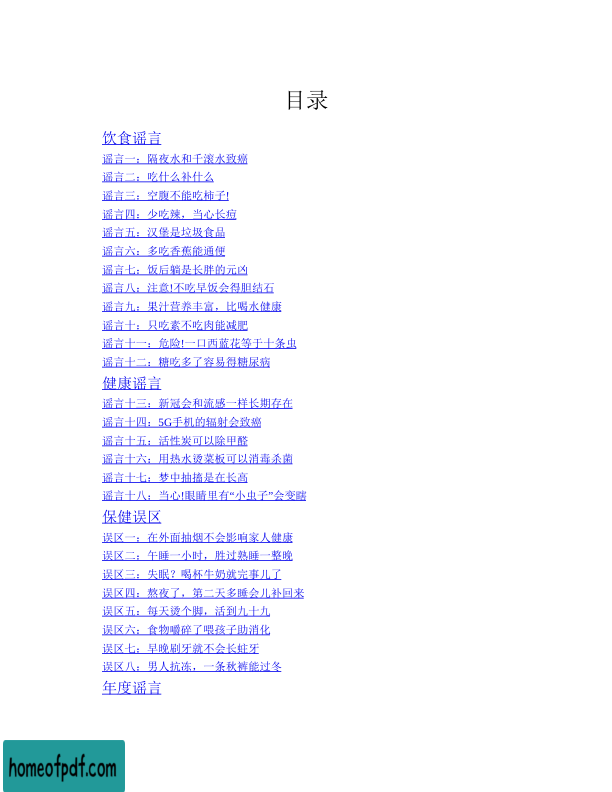 目录
饮食谣言
谣言一：隔夜水和千滚水致癌
谣言二：吃什么补什么
谣言三：空腹不能吃柿子!
谣言四：少吃辣，当心长痘
谣言五：汉堡是垃圾食品
谣言六：多吃香蕉能通便
谣言七：饭后躺是长胖的元凶
谣言八：注意!不吃早饭会得胆结石
谣言九：果汁营养丰富，比喝水健康
谣言十：只吃素不吃肉能减肥
谣言十一：危险!一口西蓝花等于十条虫
谣言十二：糖吃多了容易得糖尿病
健康谣言
谣言十三：新冠会和流感一样长期存在
谣言十四：5G手机的辐射会致癌
谣言十五：活性炭可以除甲醛
谣言十六：用热水烫菜板可以消毒杀菌
谣言十七：梦中抽搐是在长高
谣言十八：当心!眼睛里有“小虫子”会变瞎
保健误区
误区一：在外面抽烟不会影响家人健康
误区二：午睡一小时，胜过熟睡一整晚
误区三：失眠？喝杯牛奶就完事儿了
误区四：熬夜了，第二天多睡会儿补回来
误区五：每天烫个脚，活到九十九
误区六：食物嚼碎了喂孩子助消化
误区七：早晚刷牙就不会长蛀牙
误区八：男人抗冻，一条秋裤能过冬
年度谣言
homeofpdf.com